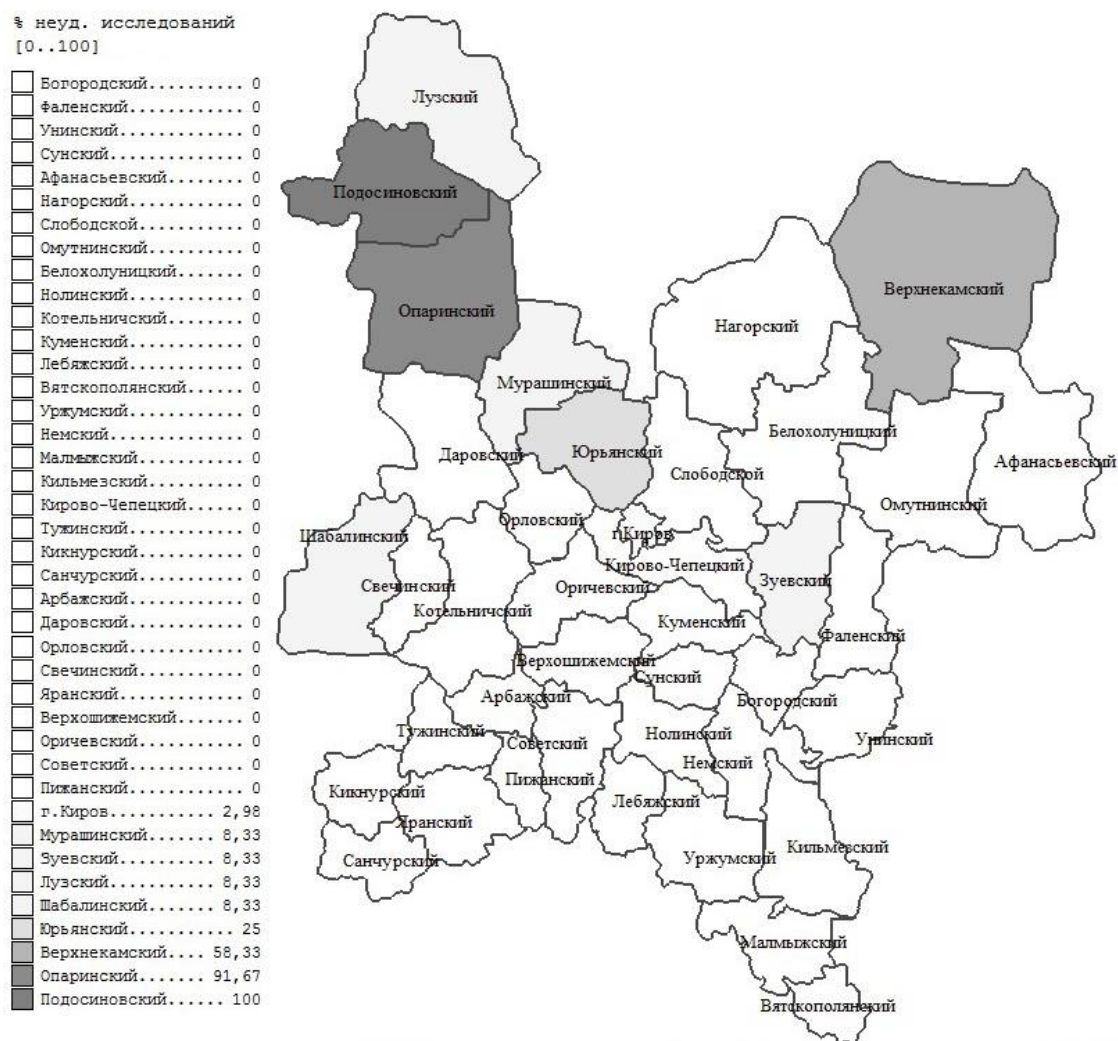 % неуд. исследований
[0..100]
Богородский.......... 0
Фаленский............ 0
Унинский............. 0
Сунский.............. 0
Афанасьевский........ 0
Нагорский............ 0
Слободской........... 0
Омутнинский.......... 0
Белохолуницкий....... 0
Нолинский............ 0
Котельничский........ 0
Куменский............ 0
Лебяжский............ 0
Вятскополянский...... 0
Уржумский............ 0
Немский.............. 0
Малмыжский........... 0
Кильмезский.......... 0
Кирово-Чепецкий...... 0
Тужинский............ 0
Кикнурский........... 0
Санчурский........... 0
Арбажский............ 0
Даровский............ 0
Орловский............ 0
Свечинский........... 0
Яранский............. 0
Верхошижемский....... 0
Оричевский........... 0
Советский............ 0
Пижанский............ 0
г.Киров........... 2,98
Мурашинский....... 8,33
Зуевский.......... 8,33
Лузский........... 8,33
Шабалинский....... 8,33
Юрьянский........... 25
Верхнекамский.... 58,33
Опаринский....... 91,67
Подосиновский...... 100
Лузский
Подосиновский
Опаринский
Верхнекамский
Нагорский
Мурашинский
Белохолуницкий
Юрьянский
Даровский
Слободской
Афанасьевский
Омутнинский
Орловский
г.Киров
Шабалинский
Кирово-Чепецкий
Зуевский
Свечинский
Оричевский
Котельничский
Куменский
Фаленский
Верхошижемский
Сунский
Арбажский
Богородский
Тужинский
Нолинский
Советский
Унинский
Немский
Пижанский
Кикнурский
Лебяжский
Яранский
Кильмезский
Санчурский
Уржумский
Малмыжский
Вятскополянский